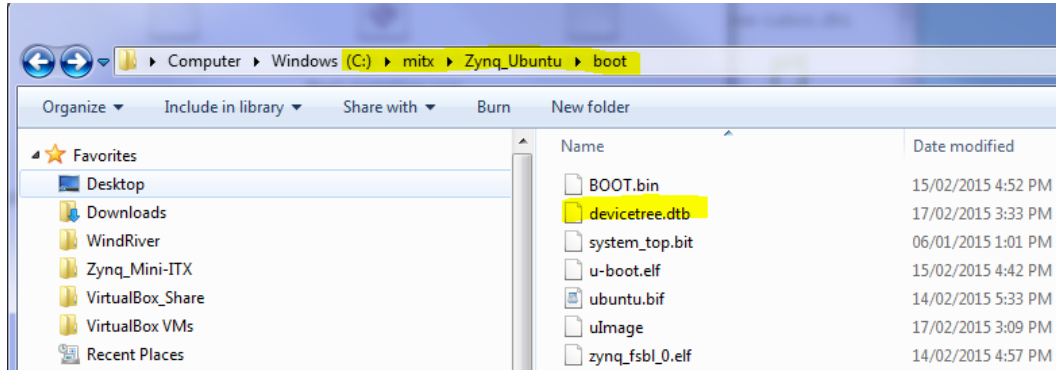 Computer Windows (C:) mitx Zynq_Ubuntu boot
Organize Include in library Share with Burn New folder
Favorites
Desktop
Downloads
WindRiver
Zynq_Mini-ITX
VirtualBox_Share
VirtualBox VMs
Recent Places
Name Date modified
BOOT.bin 15/02/2015 4:52 PM
devicetree.dtb 17/02/2015 3:33 PM
system_top.bit 06/01/2015 1:01 PM
u-boot.elf 15/02/2015 4:42 PM
ubuntu.bif 14/02/2015 5:33 PM
uImage 17/02/2015 3:09 PM
zynq_fsbl_0.elf 14/02/2015 4:57 PM